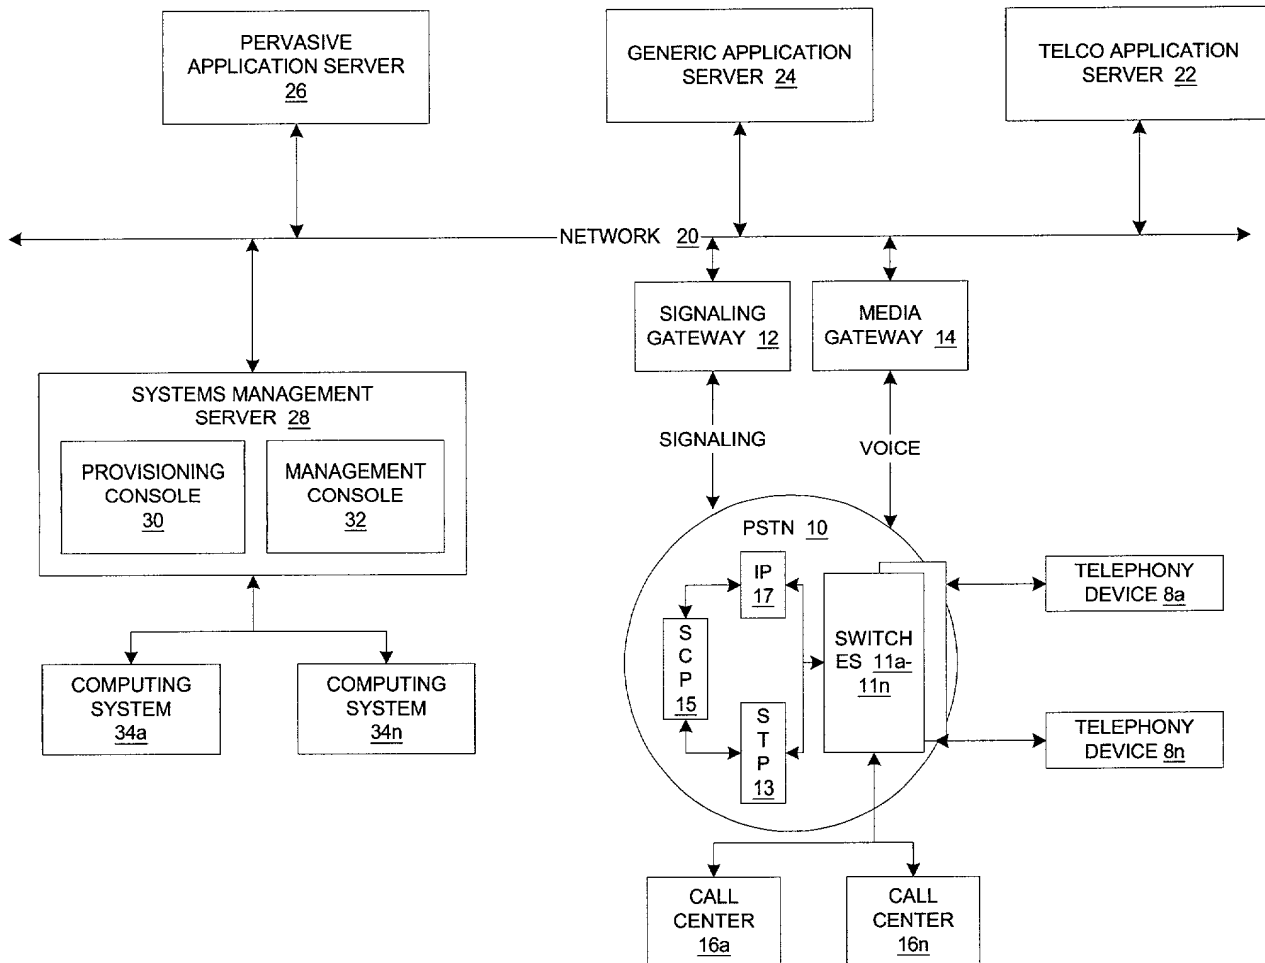 PERVASIVE
APPLICATION SERVER
26
GENERIC APPLICATION
SERVER 24
TELCO APPLICATION
SERVER 22
NETWORK 20
SIGNALING
GATEWAY 12
MEDIA
GATEWAY 14
SYSTEMS MANAGEMENT
SERVER 28
PROVISIONING
CONSOLE
30
MANAGEMENT
CONSOLE
32
SIGNALING
VOICE
PSTN 10
IP
17
S
C
P
15
S
T
P
13
SWITCH
ES 11a-
11n
TELEPHONY
DEVICE 8a
TELEPHONY
DEVICE 8n
COMPUTING
SYSTEM
34a
COMPUTING
SYSTEM
34n
CALL
CENTER
16a
CALL
CENTER
16n